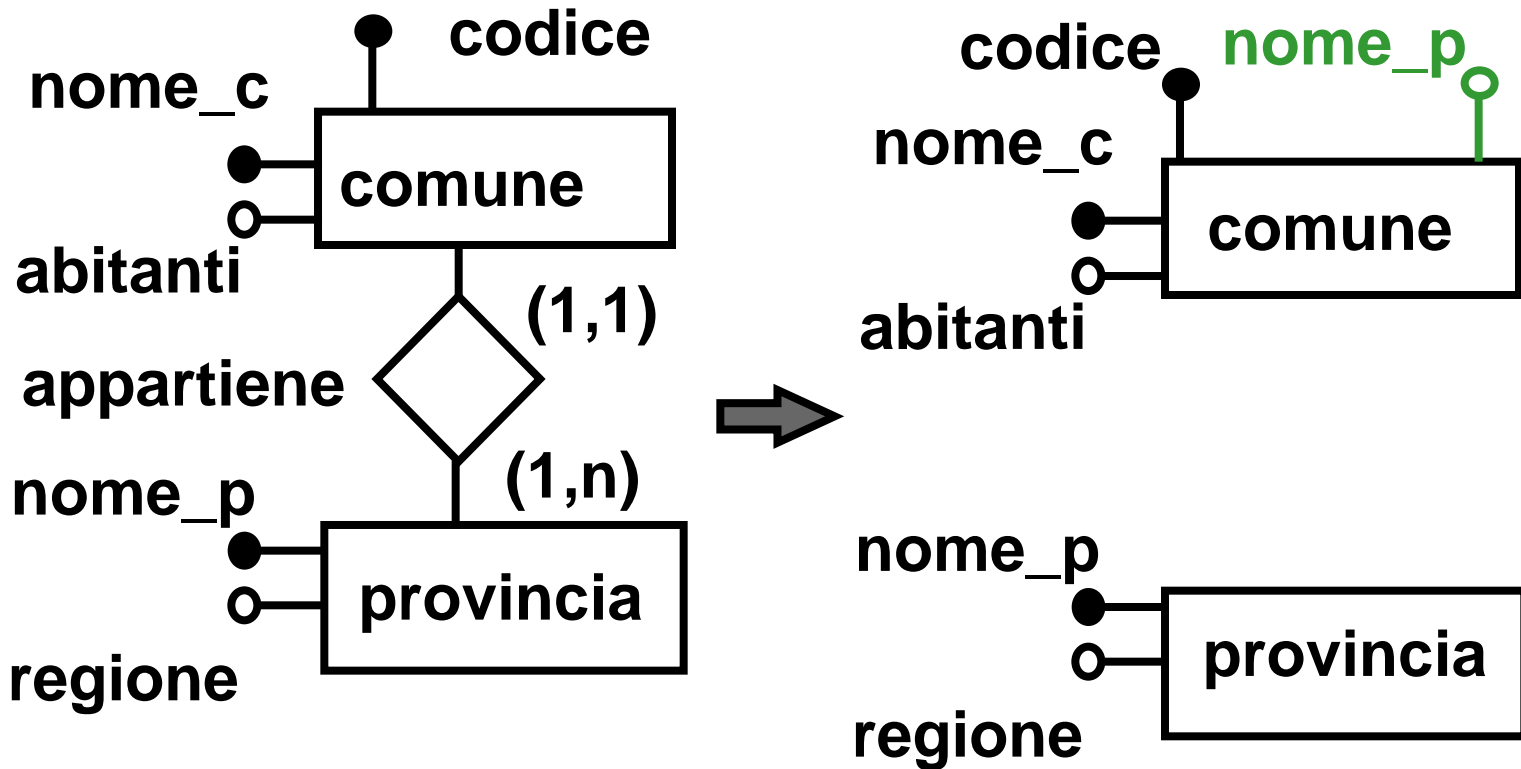 codice
nome_c
comune
abitanti
(1,1)
appartiene
(1,n)
nome_p
provincia
regione
codice
nome_p
nome_c
comune
abitanti
nome_p
provincia
regione